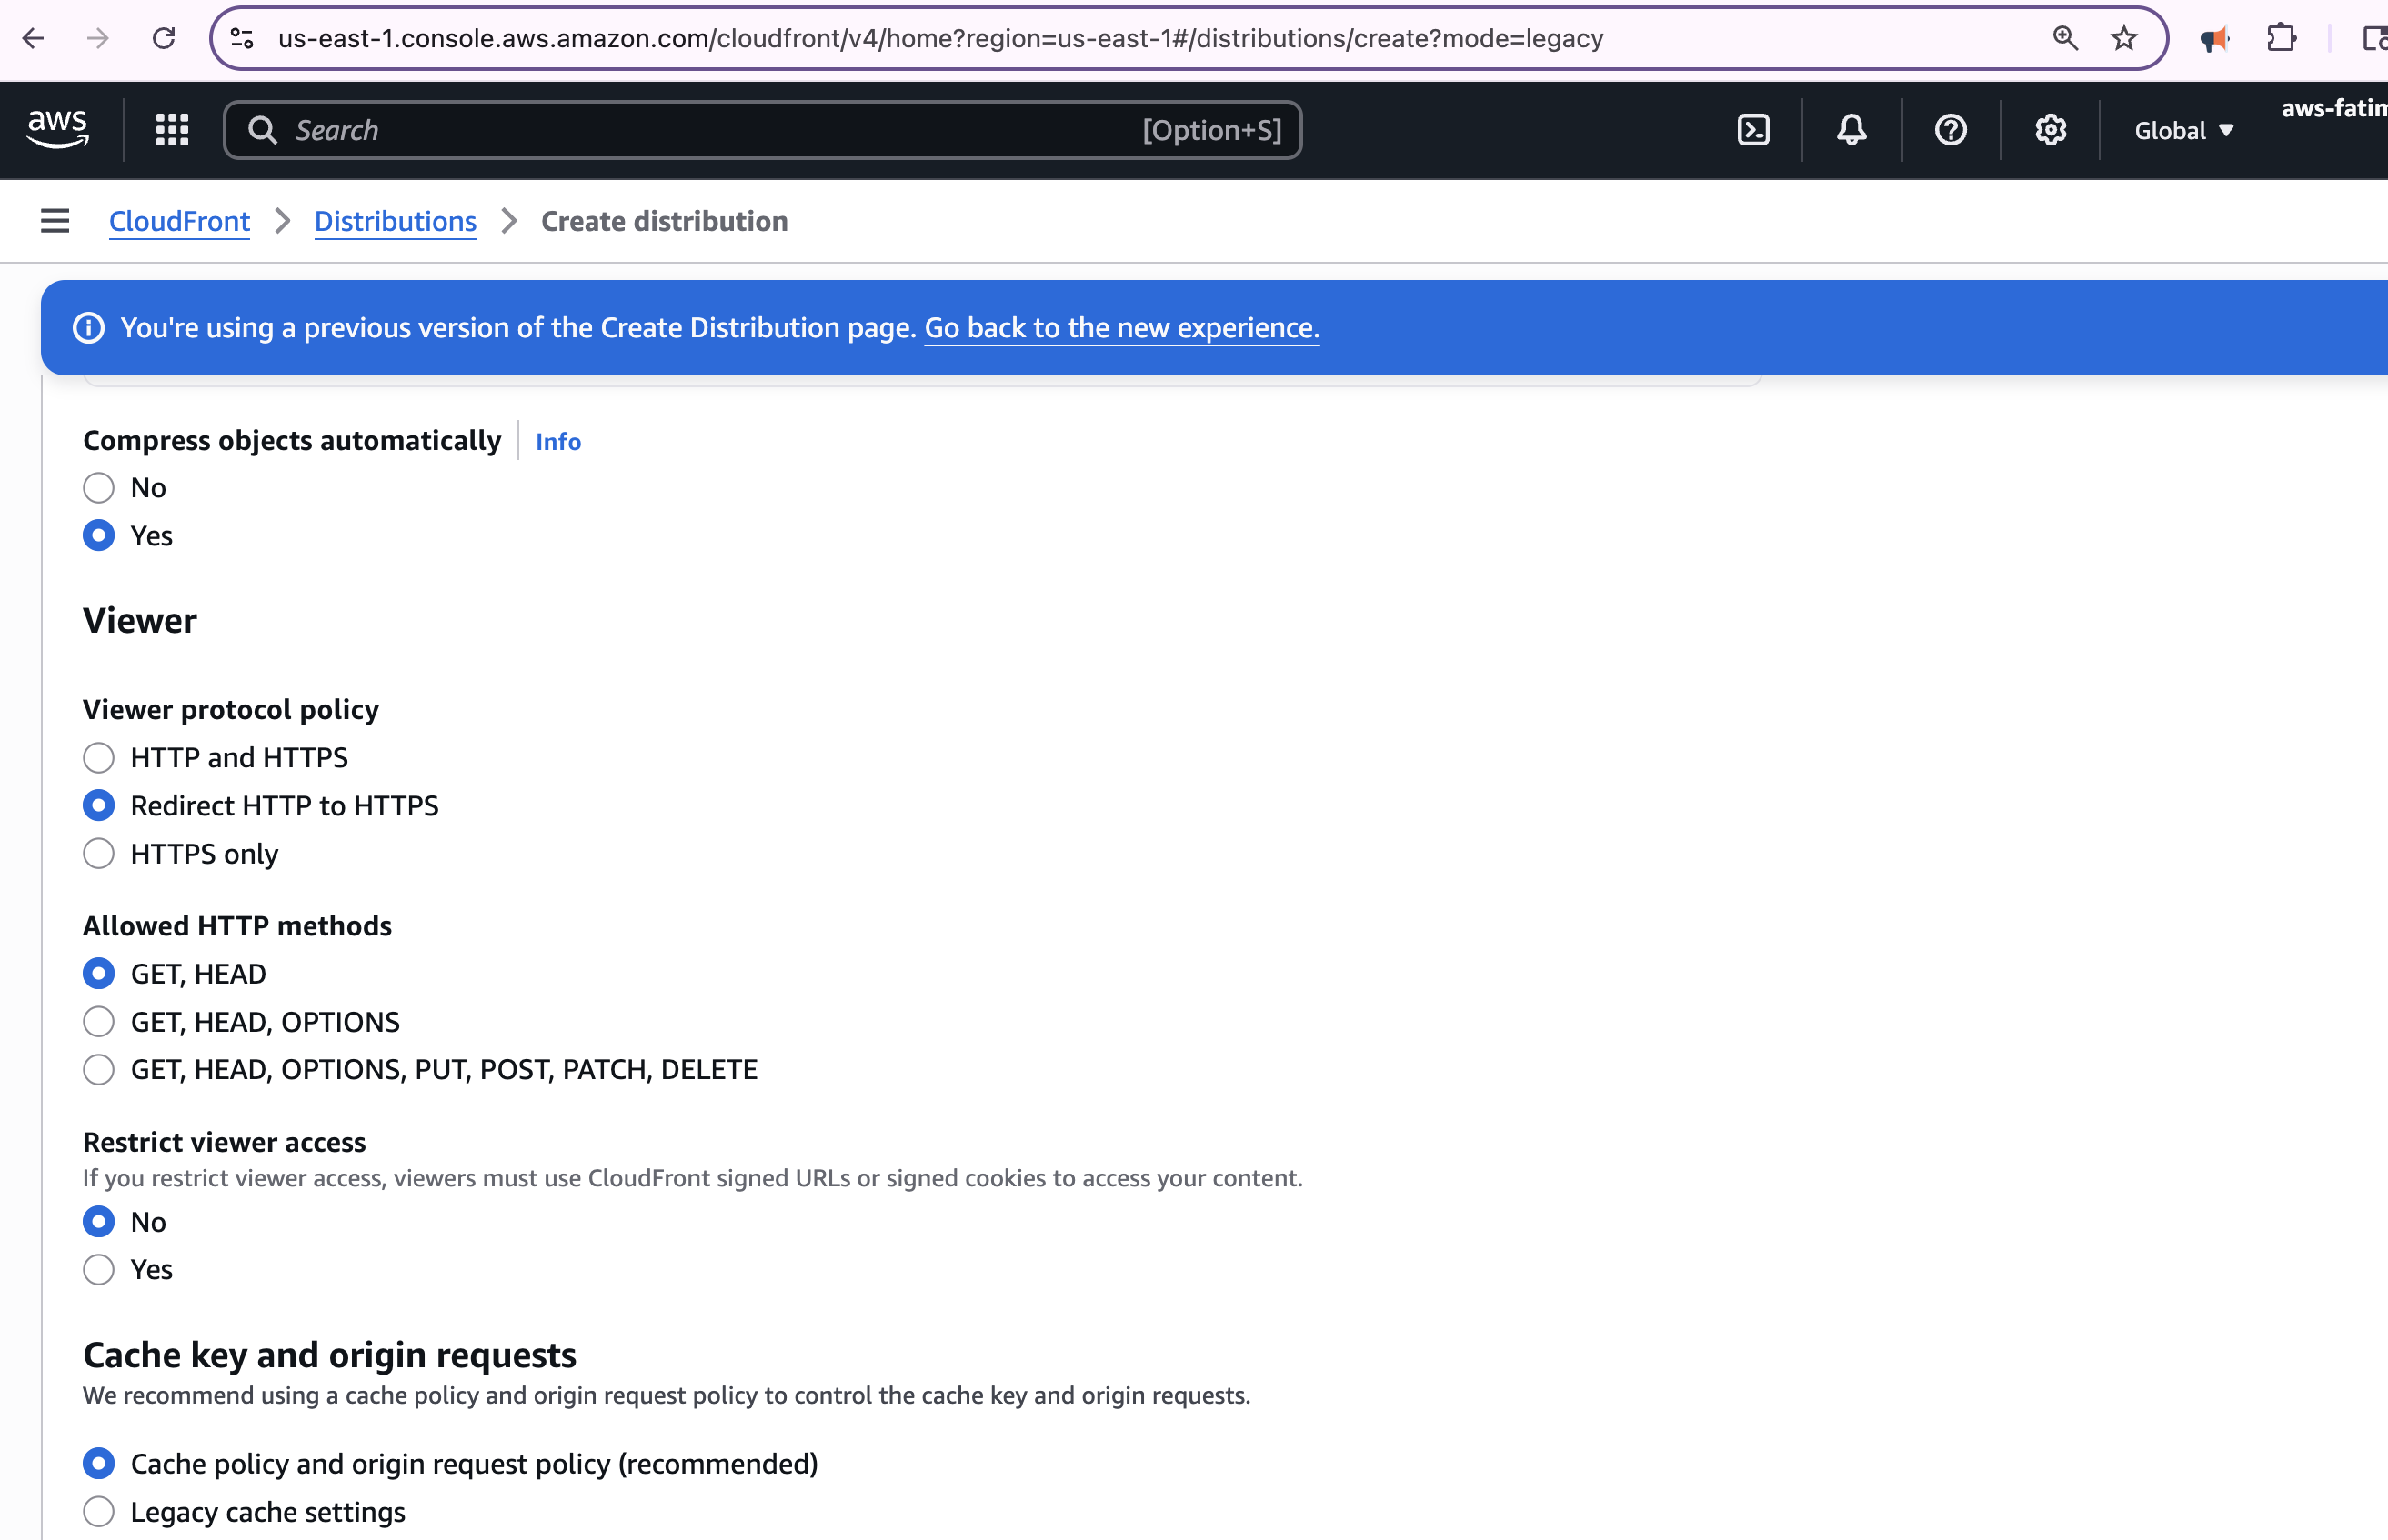 us-east-1.console.aws.amazon.com/cloudfront/v4/home?region=us-east-1#/distributions/create?mode=legacy
aws
Search [Option+S]
Global
aws-fatim
CloudFront > Distributions > Create distribution
You're using a previous version of the Create Distribution page. Go back to the new experience.
Compress objects automatically Info
No
Yes
Viewer
Viewer protocol policy
HTTP and HTTPS
Redirect HTTP to HTTPS
HTTPS only
Allowed HTTP methods
GET, HEAD
GET, HEAD, OPTIONS
GET, HEAD, OPTIONS, PUT, POST, PATCH, DELETE
Restrict viewer access
If you restrict viewer access, viewers must use CloudFront signed URLs or signed cookies to access your content.
No
Yes
Cache key and origin requests
We recommend using a cache policy and origin request policy to control the cache key and origin requests.
Cache policy and origin request policy (recommended)
Legacy cache settings